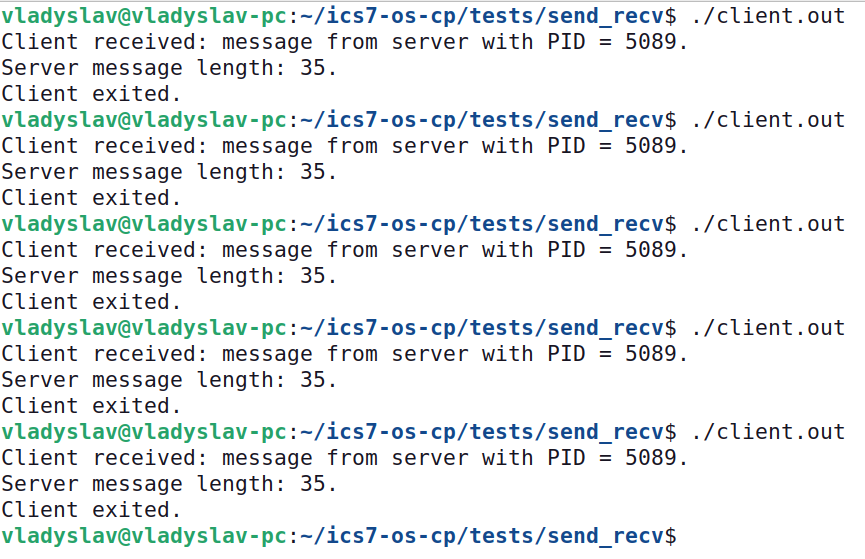 vladyslav@vladyslav-pc:~/ics7-os-cp/tests/send_recv$ ./client.out
Client received: message from server with PID = 5089.
Server message length: 35.
Client exited.
vladyslav@vladyslav-pc:~/ics7-os-cp/tests/send_recv$ ./client.out
Client received: message from server with PID = 5089.
Server message length: 35.
Client exited.
vladyslav@vladyslav-pc:~/ics7-os-cp/tests/send_recv$ ./client.out
Client received: message from server with PID = 5089.
Server message length: 35.
Client exited.
vladyslav@vladyslav-pc:~/ics7-os-cp/tests/send_recv$ ./client.out
Client received: message from server with PID = 5089.
Server message length: 35.
Client exited.
vladyslav@vladyslav-pc:~/ics7-os-cp/tests/send_recv$ ./client.out
Client received: message from server with PID = 5089.
Server message length: 35.
Client exited.
vladyslav@vladyslav-pc:~/ics7-os-cp/tests/send_recv$